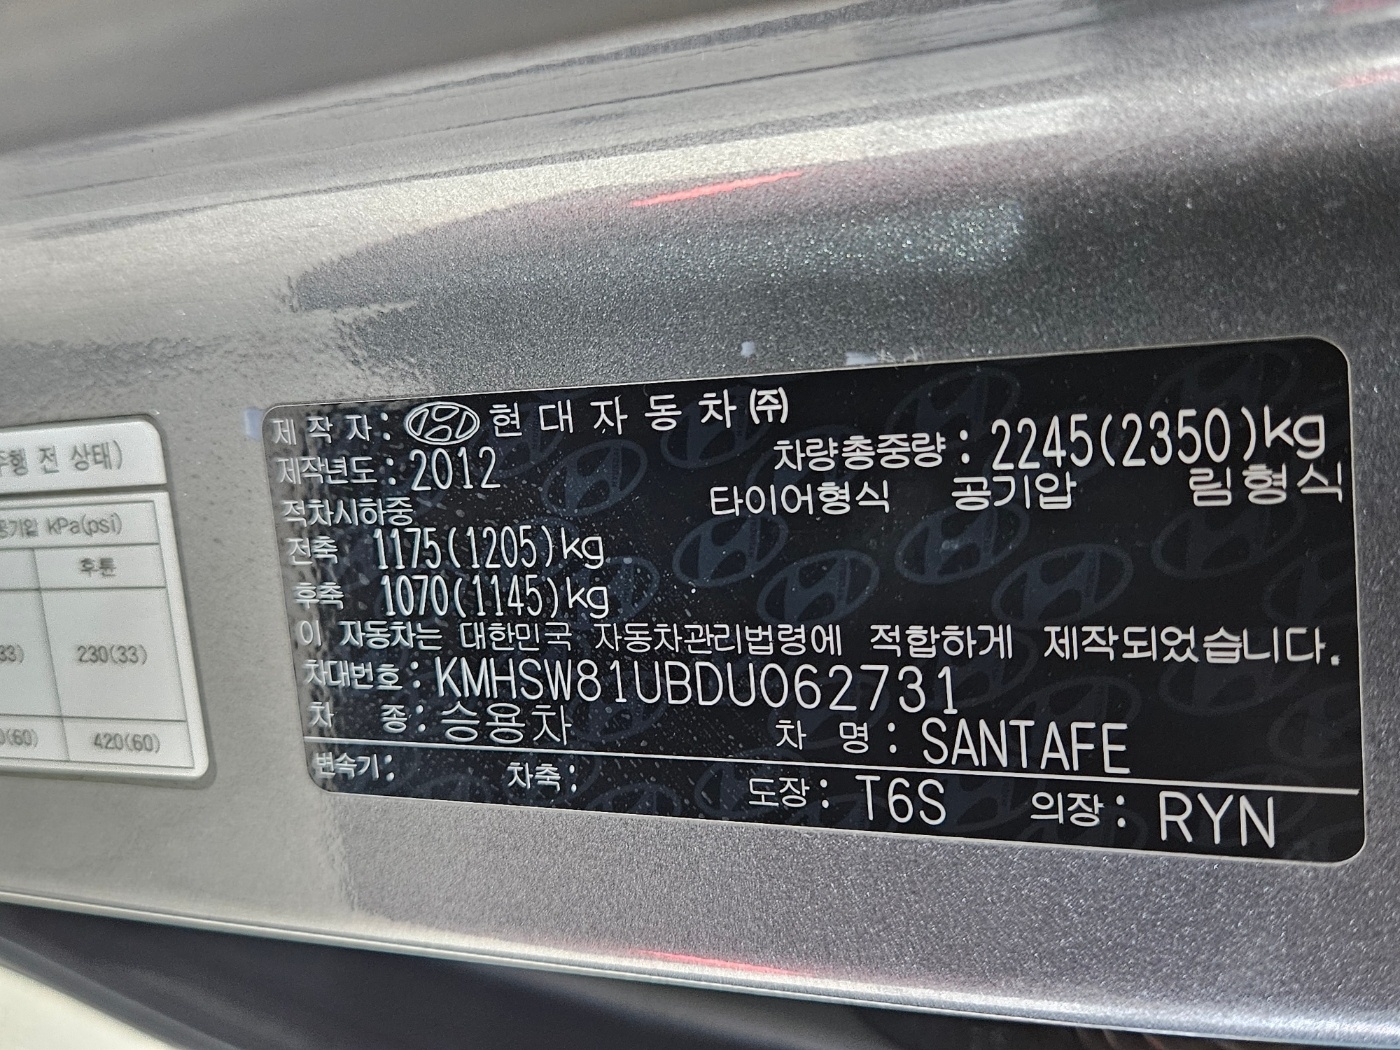 제 작 자 : 현 대 자 동 차 ㈜
제작년도 : 2012
차량총중량 : 2245(2350)kg
적차시하중
타이어형식 공기압 림형식
전축 1175(1205)kg
후축 1070(1145)kg
이 자동차는 대한민국 자동차관리법령에 적합하게 제작되었습니다.
차대번호 : KMHSW81UBDU062731
차 종 : 승용차
차 명 : SANTAFE
변속기 :
차축 :
도장 : T6S
의장 : RYN
주행 전 상태)
공기압 kPa(psi)
후륜
33) 230(33)
(60) 420(60)